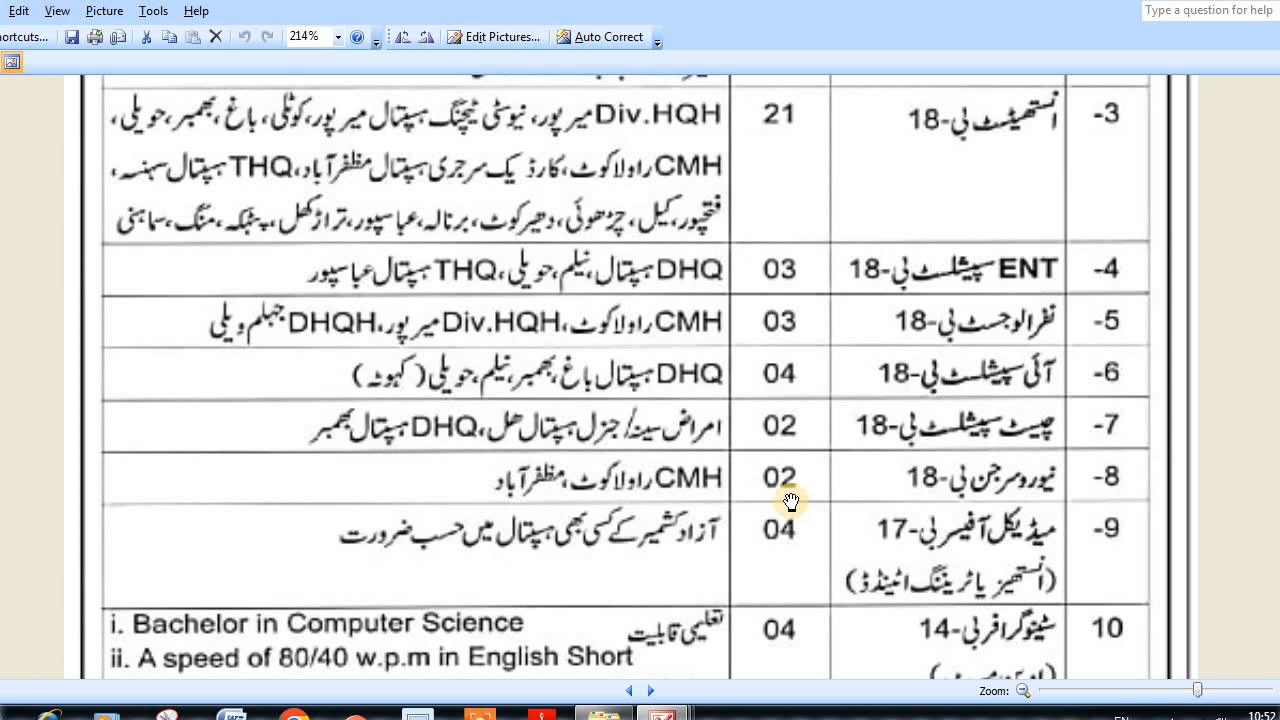 Edit View Picture Tools Help
Type a question for help
ortcuts... 214% Edit Pictures... Auto Correct
3- انستھیٹسٹ بی-18 21 Div.HQH میرپور، نیوسٹی ٹیچنگ ہسپتال میرپور، کوٹلی، باغ، بھمبر، حویلی،
CMH راولاکوٹ، کارڈیک سرجری ہسپتال مظفرآباد، THQ ہسپتال سہنسہ،
فتحپور، کیل، چڑھوئی، دھیرکوٹ، برنالہ، عباسپور، تراڑکھل، پٹہکہ، منگ، سماہنی
4- ENT سپیشلسٹ بی-18 03 DHQ ہسپتال، نیلم، حویلی، THQ ہسپتال عباسپور
5- نفرالوجسٹ بی-18 03 CMH راولاکوٹ، Div.HQH میرپور، DHQH جہلم ویلی
6- آئی سپیشلسٹ بی-18 04 DHQ ہسپتال باغ، بھمبر، نیلم، حویلی (کہوٹہ)
7- چیسٹ سپیشلسٹ بی-18 02 امراض سینہ/ جنرل ہسپتال ھل، DHQ ہسپتال بھمبر
8- نیوروسرجن بی-18 02 CMH راولاکوٹ، مظفرآباد
9- میڈیکل آفیسر بی-17 04 آزاد کشمیر کے کسی بھی ہسپتال میں حسب ضرورت
(انستھیزیا ٹریننگ اٹینڈڈ)
10 سٹینوگرافر بی-14 04 تعلیمی قابلیت i. Bachelor in Computer Science
ii. A speed of 80/40 w.p.m in English Short
Zoom:
EN 10:52